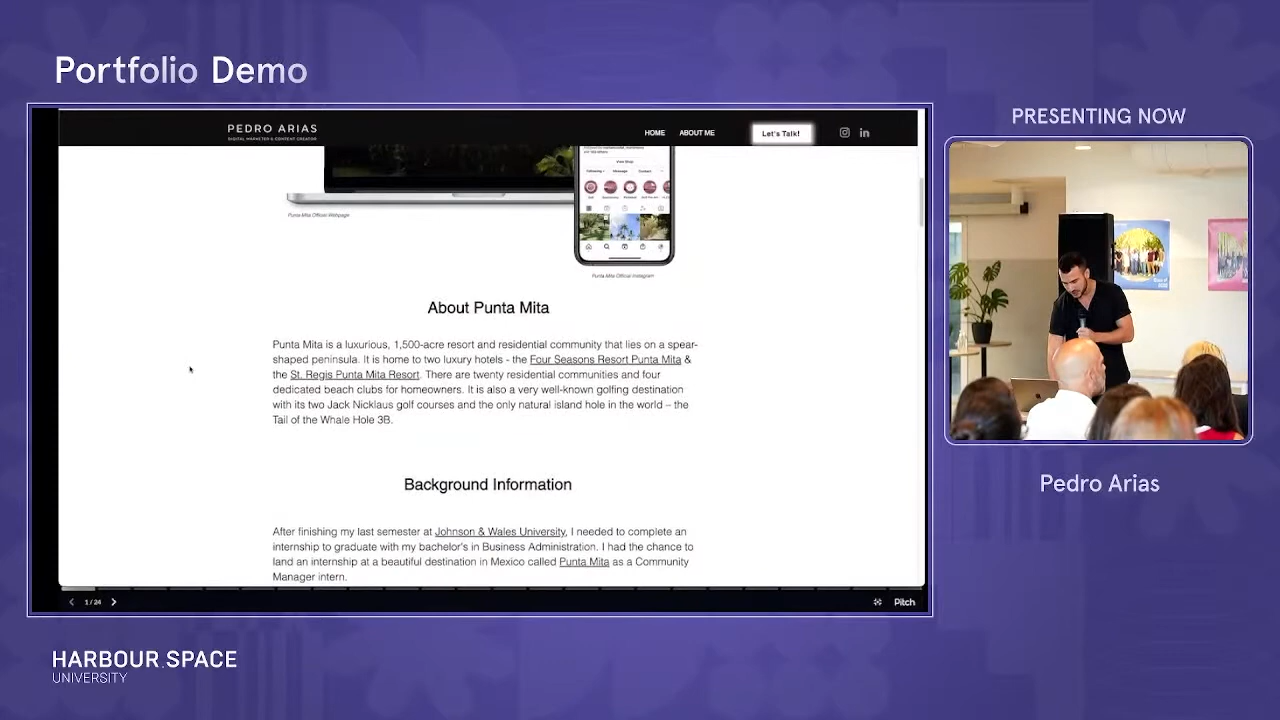 Portfolio Demo
PEDRO ARIAS
DIGITAL MARKETER & CONTENT CREATOR
HOME
ABOUT ME
Let's Talk!
PRESENTING NOW
View Shop
Following
Message
Contact
Punta Mita Official Webpage
Punta Mita Official Instagram
About Punta Mita
Punta Mita is a luxurious, 1,500-acre resort and residential community that lies on a spear-
shaped peninsula. It is home to two luxury hotels - the Four Seasons Resort Punta Mita &
the St. Regis Punta Mita Resort. There are twenty residential communities and four
dedicated beach clubs for homeowners. It is also a very well-known golfing destination
with its two Jack Nicklaus golf courses and the only natural island hole in the world – the
Tail of the Whale Hole 3B.
Background Information
After finishing my last semester at Johnson & Wales University, I needed to complete an
internship to graduate with my bachelor's in Business Administration. I had the chance to
land an internship at a beautiful destination in Mexico called Punta Mita as a Community
Manager intern.
1 / 24
Pitch
Pedro Arias
HARBOUR.SPACE
UNIVERSITY